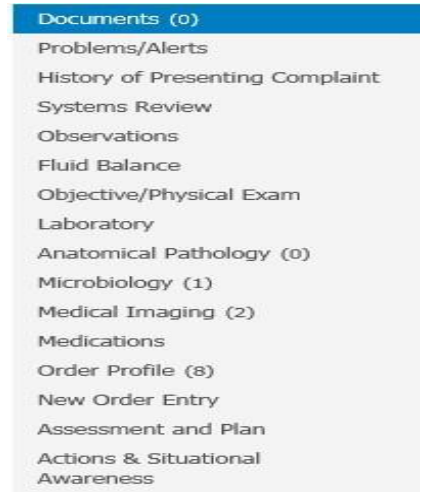 Documents (0)
Problems/Alerts
History of Presenting Complaint
Systems Review
Observations
Fluid Balance
Objective/Physical Exam
Laboratory
Anatomical Pathology (0)
Microbiology (1)
Medical Imaging (2)
Medications
Order Profile (8)
New Order Entry
Assessment and Plan
Actions & Situational
Awareness